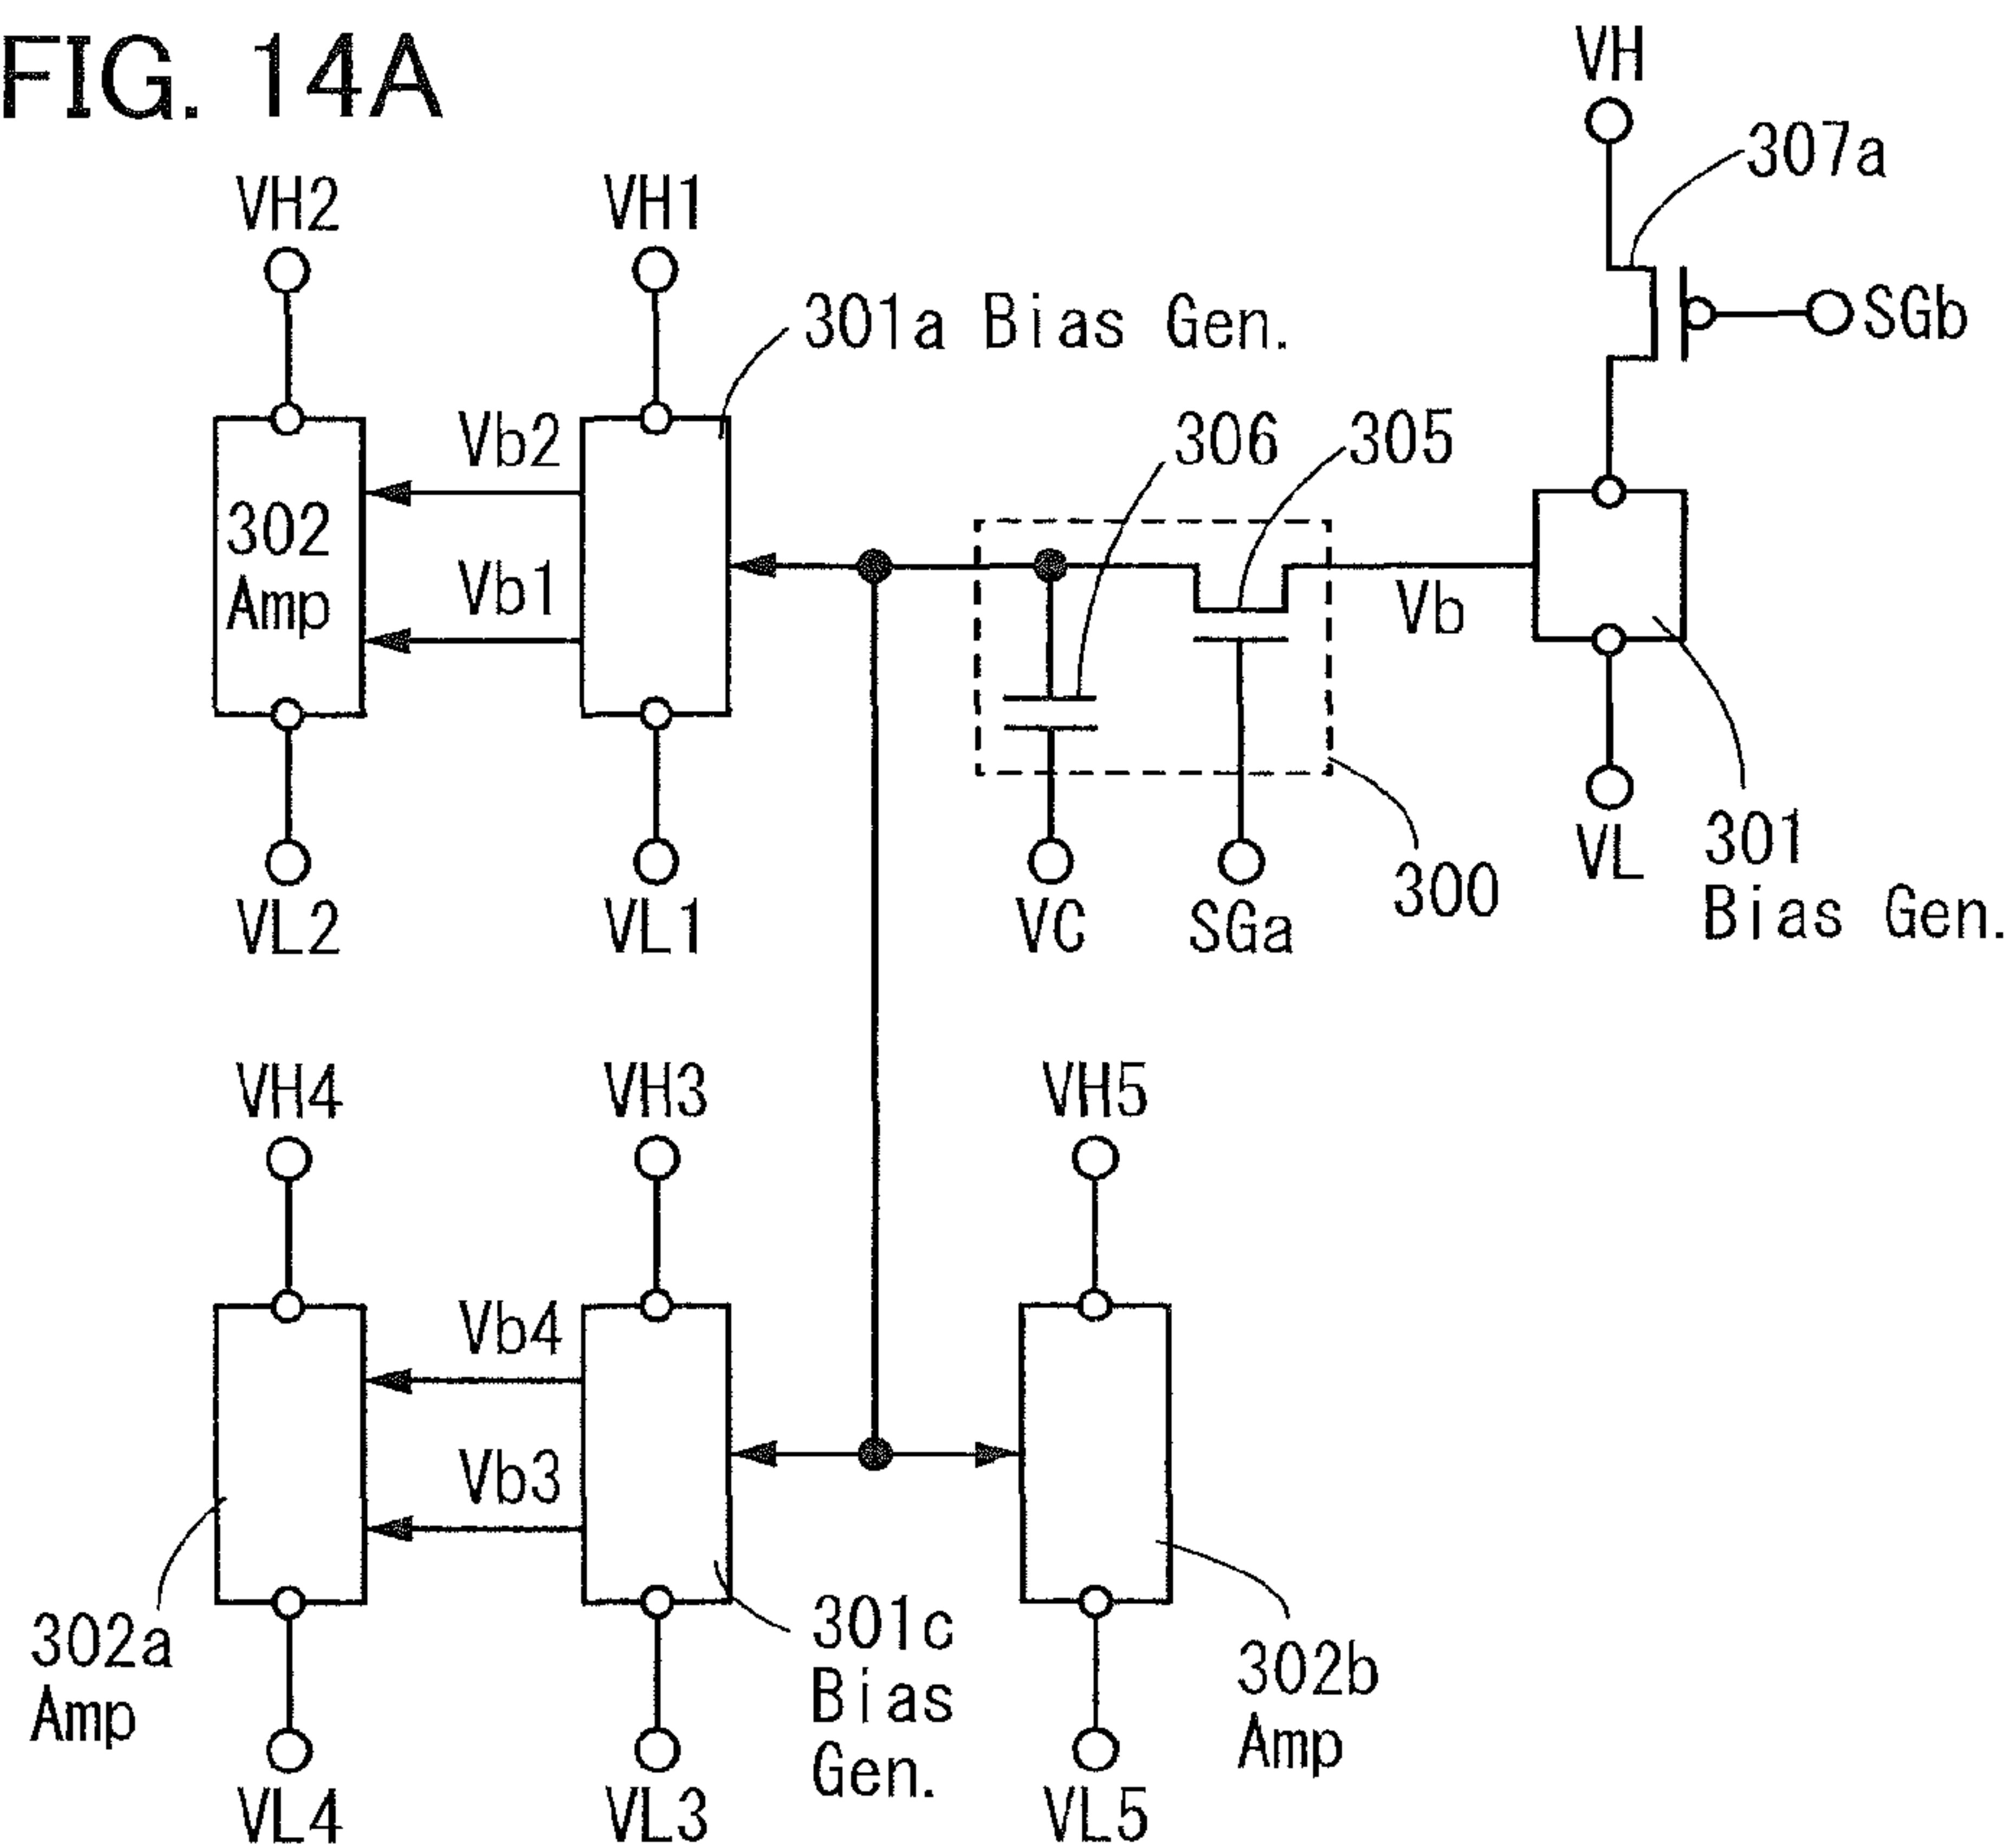 FIG. 14A
VH
307a
SGb
VH2
VH1
301a Bias Gen.
306
305
Vb2
302
Amp
Vb1
Vb
VL2
VL1
VC
SGa
300
VL
301
Bias Gen.
VH4
VH3
VH5
Vb4
Vb3
302a
Amp
301c
Bias
Gen.
302b
Amp
VL4
VL3
VL5